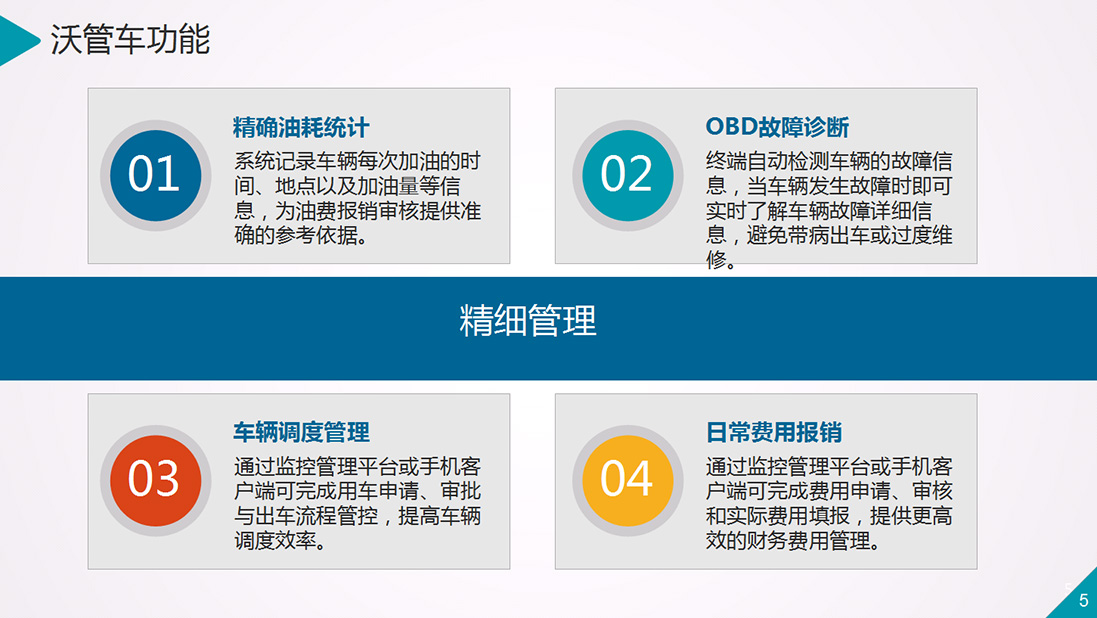 沃管车功能
01
精确油耗统计
系统记录车辆每次加油的时
间、地点以及加油量等信
息，为油费报销审核提供准
确的参考依据。
02
OBD故障诊断
终端自动检测车辆的故障信
息，当车辆发生故障时即可
实时了解车辆故障详细信
息，避免带病出车或过度维
修。
精细管理
03
车辆调度管理
通过监控管理平台或手机客
户端可完成用车申请、审批
与出车流程管控，提高车辆
调度效率。
04
日常费用报销
通过监控管理平台或手机客
户端可完成费用申请、审核
和实际费用填报，提供更高
效的财务费用管理。
5